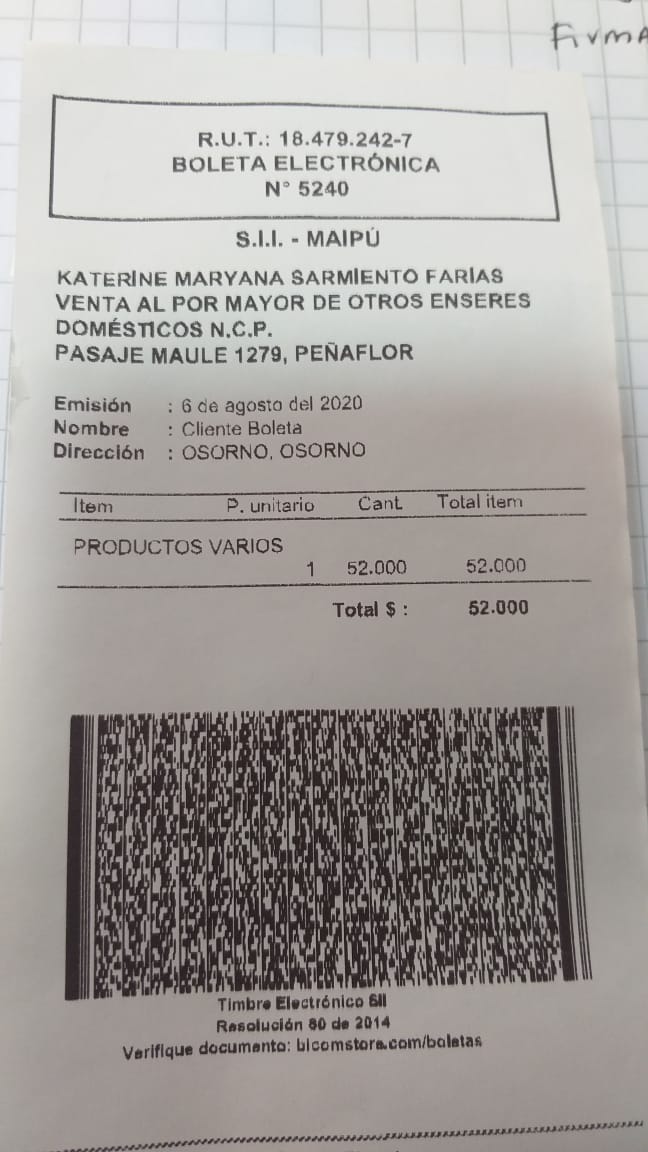 FIRMA
R.U.T.: 18.479.242-7
BOLETA ELECTRÓNICA
N° 5240
S.I.I. - MAIPÚ
KATERINE MARYANA SARMIENTO FARÍAS
VENTA AL POR MAYOR DE OTROS ENSERES
DOMÉSTICOS N.C.P.
PASAJE MAULE 1279, PEÑAFLOR
Emisión : 6 de agosto del 2020
Nombre : Cliente Boleta
Dirección : OSORNO, OSORNO
Item P. unitario Cant. Total item
PRODUCTOS VARIOS
1 52.000 52.000
Total $ : 52.000
Timbre Electrónico SII
Resolución 80 de 2014
Verifique documento: bicomstore.com/boletas